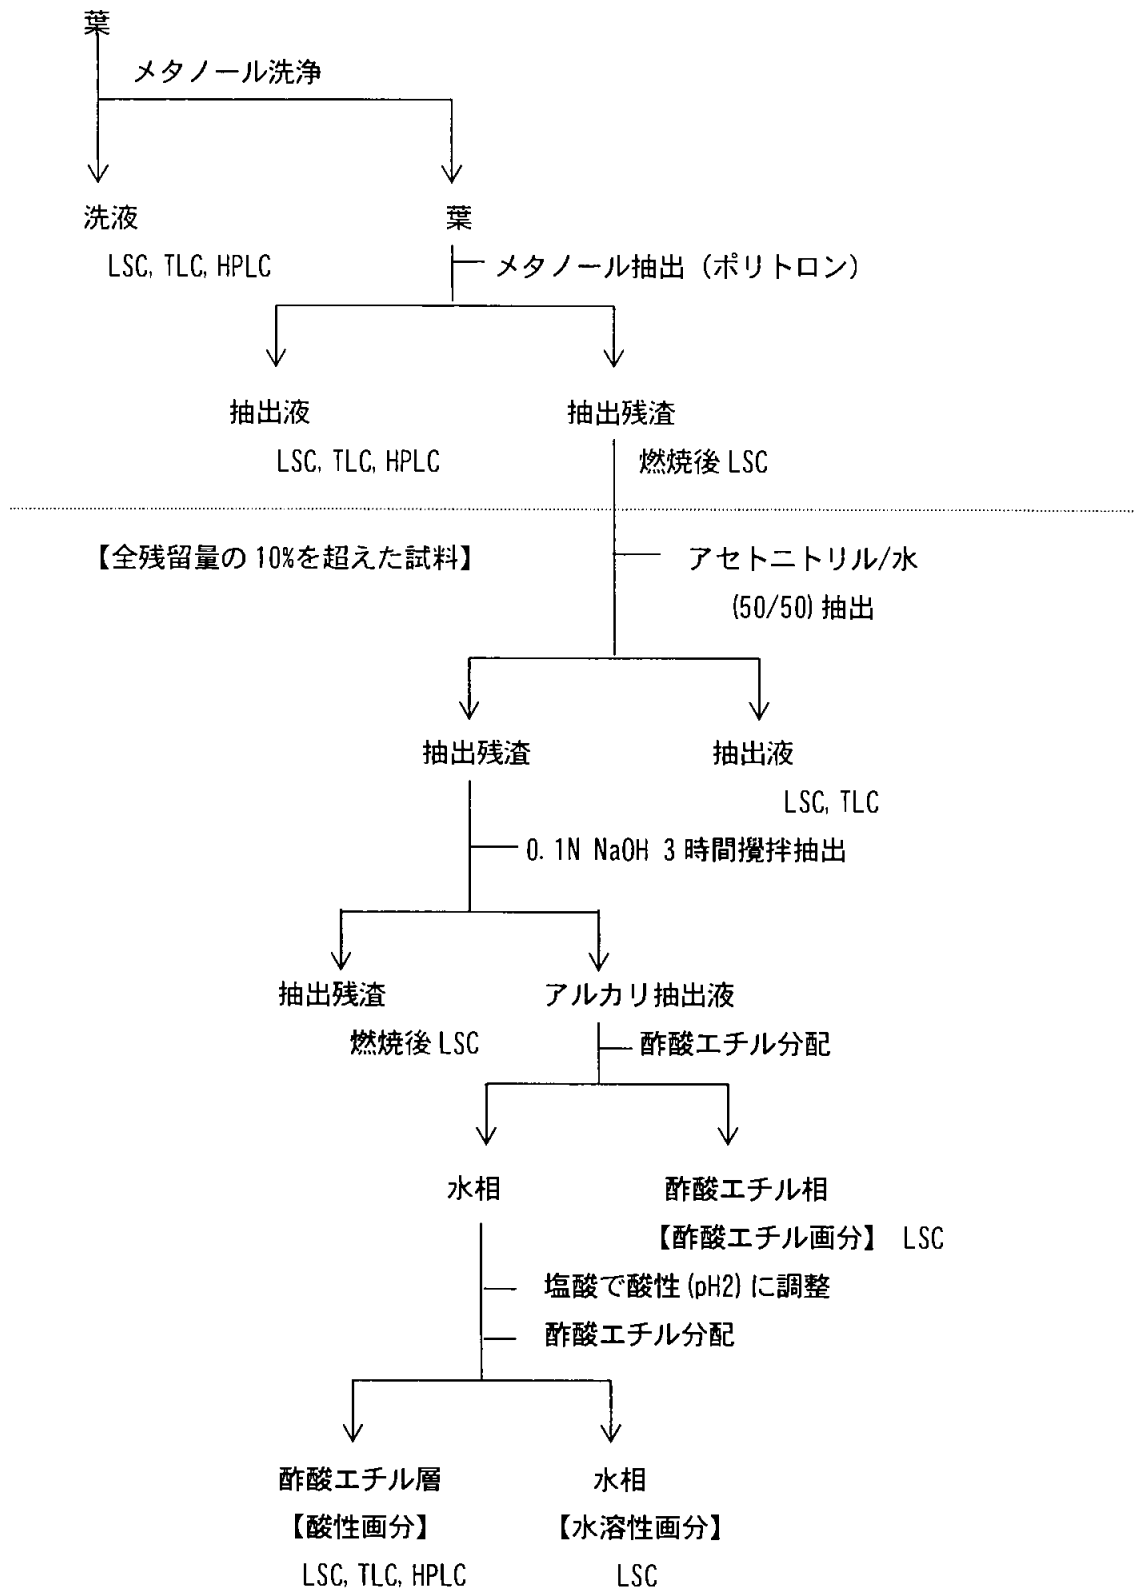 葉
メタノール洗浄
洗液
葉
LSC, TLC, HPLC
メタノール抽出（ポリトロン）
抽出液
抽出残渣
LSC, TLC, HPLC
燃焼後 LSC
【全残留量の 10%を超えた試料】
アセトニトリル/水
(50/50) 抽出
抽出残渣
抽出液
LSC, TLC
0.1N NaOH 3 時間攪拌抽出
抽出残渣
アルカリ抽出液
燃焼後 LSC
酢酸エチル分配
水相
酢酸エチル相
【酢酸エチル画分】 LSC
塩酸で酸性 (pH2) に調整
酢酸エチル分配
酢酸エチル層
水相
【酸性画分】
【水溶性画分】
LSC, TLC, HPLC
LSC